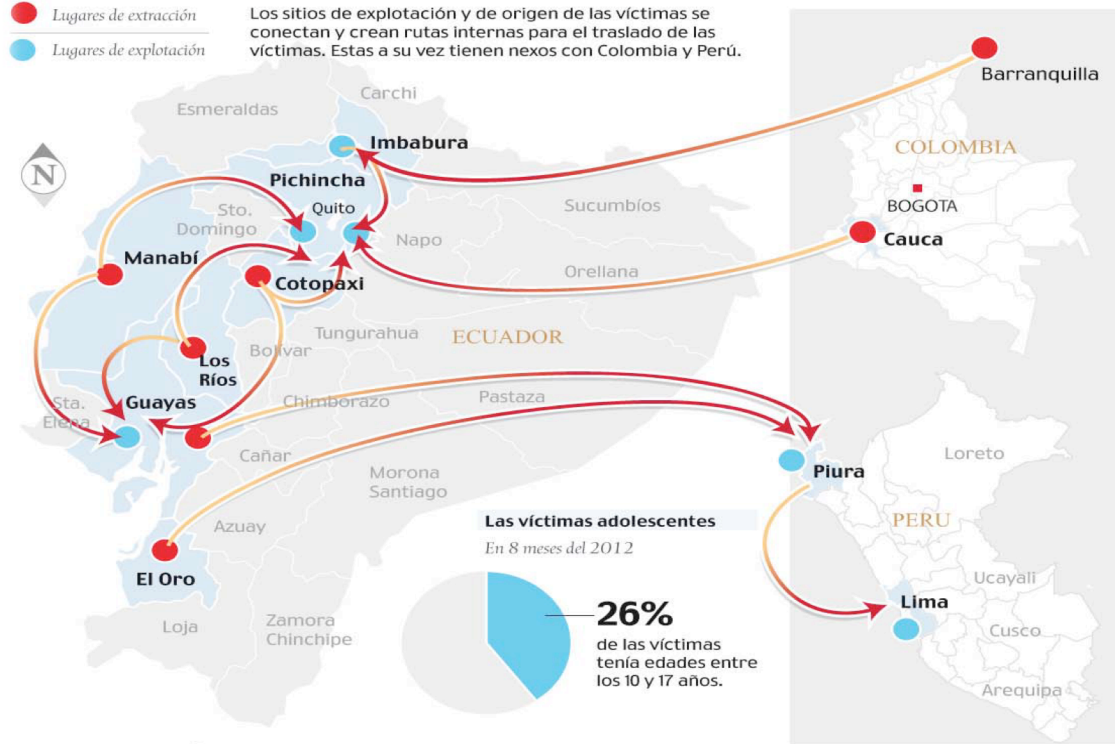 Lugares de extracción
Lugares de explotación
Los sitios de explotación y de origen de las víctimas se
conectan y crean rutas internas para el traslado de las
víctimas. Estas a su vez tienen nexos con Colombia y Perú.
Barranquilla
Carchi
Esmeraldas
Imbabura
COLOMBIA
N
Pichincha
Quito
BOGOTA
Sto.
Domingo
Sucumbíos
Napo
Cauca
Manabí
Orellana
Cotopaxi
Tungurahua
ECUADOR
Bolívar
Los
Ríos
Guayas
Sta.
Elena
Chimborazo
Pastaza
Cañar
Loreto
Morona
Santiago
Piura
Azuay
PERU
Las víctimas adolescentes
En 8 meses del 2012
El Oro
Ucayali
Lima
26%
de las víctimas
tenía edades entre
los 10 y 17 años.
Loja
Zamora
Chinchipe
Cusco
Arequipa